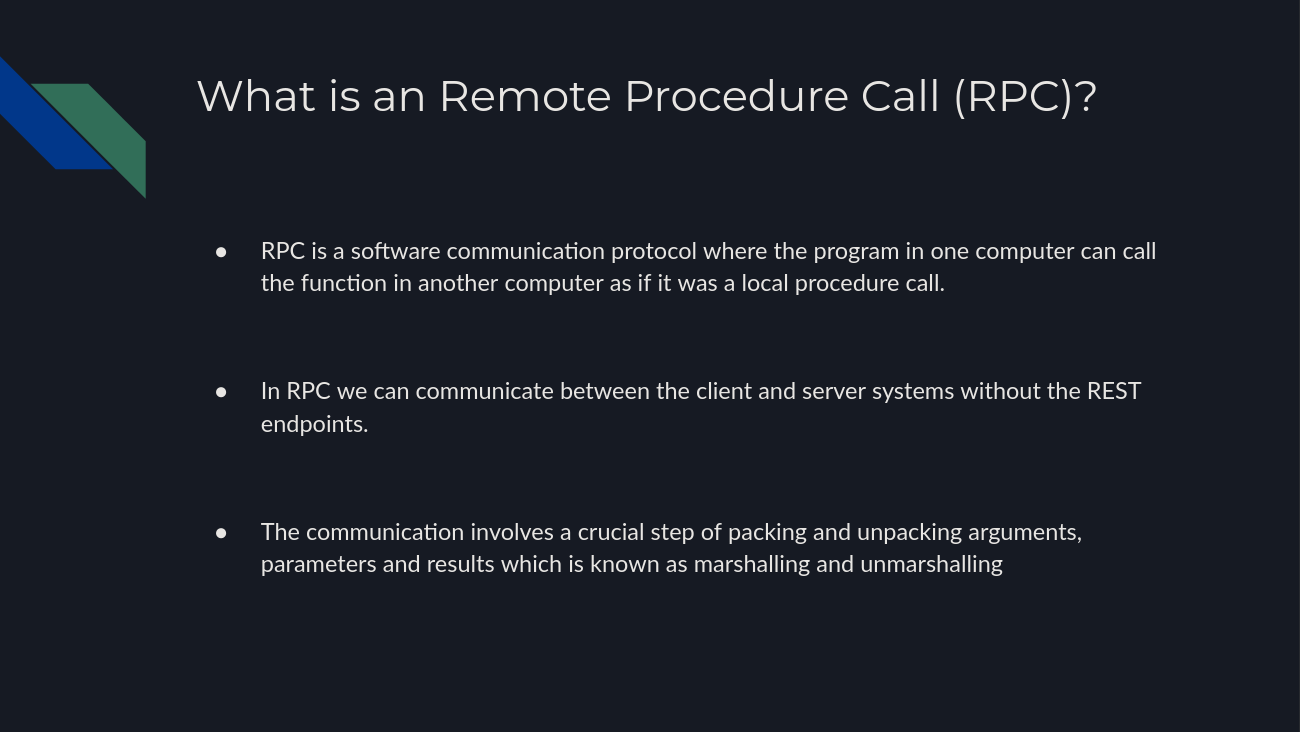 What is an Remote Procedure Call (RPC)?
● RPC is a software communication protocol where the program in one computer can call
the function in another computer as if it was a local procedure call.
● In RPC we can communicate between the client and server systems without the REST
endpoints.
● The communication involves a crucial step of packing and unpacking arguments,
parameters and results which is known as marshalling and unmarshalling